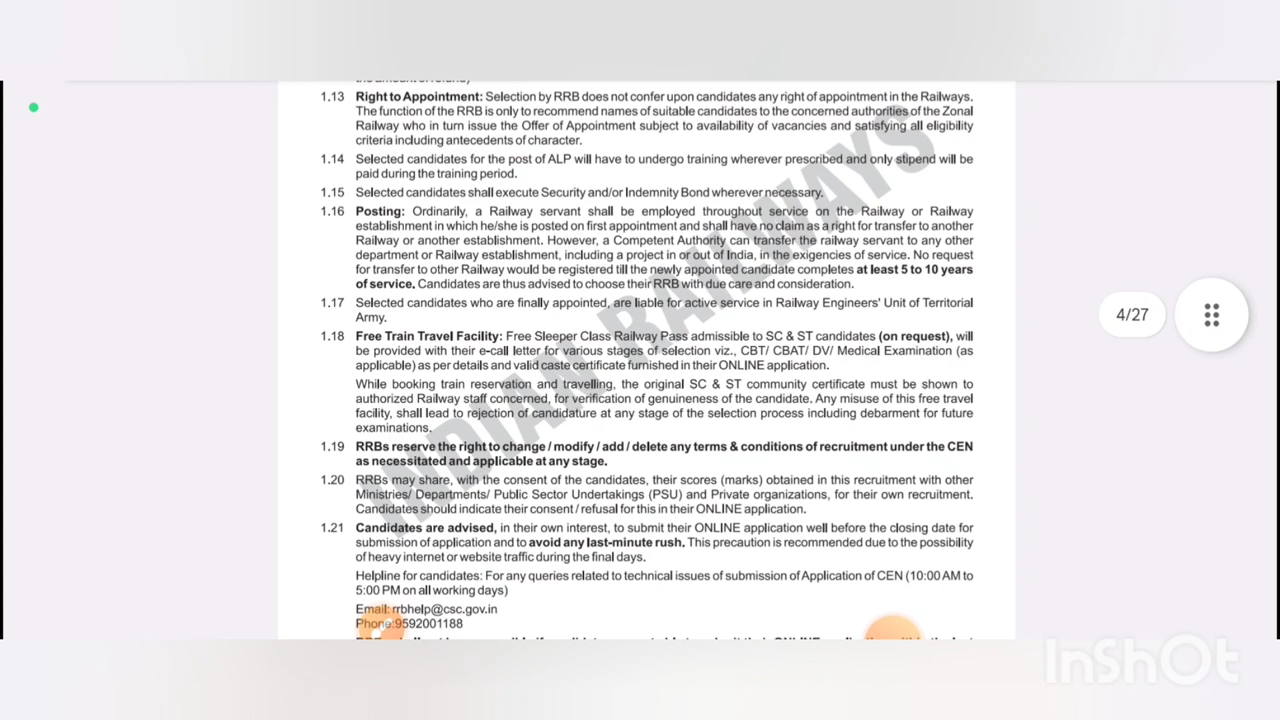 1.13 Right to Appointment: Selection by RRB does not confer upon candidates any right of appointment in the Railways.
The function of the RRB is only to recommend names of suitable candidates to the concerned authorities of the Zonal
Railway who in turn issue the Offer of Appointment subject to availability of vacancies and satisfying all eligibility
criteria including antecedents of character.
1.14 Selected candidates for the post of ALP will have to undergo training wherever prescribed and only stipend will be
paid during the training period.
1.15 Selected candidates shall execute Security and/or Indemnity Bond wherever necessary.
1.16 Posting: Ordinarily, a Railway servant shall be employed throughout service on the Railway or Railway
establishment in which he/she is posted on first appointment and shall have no claim as a right for transfer to another
Railway or another establishment. However, a Competent Authority can transfer the railway servant to any other
department or Railway establishment, including a project in or out of India, in the exigencies of service. No request
for transfer to other Railway would be registered till the newly appointed candidate completes at least 5 to 10 years
of service. Candidates are thus advised to choose their RRB with due care and consideration.
1.17 Selected candidates who are finally appointed, are liable for active service in Railway Engineers' Unit of Territorial
Army.
4/27
1.18 Free Train Travel Facility: Free Sleeper Class Railway Pass admissible to SC & ST candidates (on request), will
be provided with their e-call letter for various stages of selection viz., CBT/ CBAT/ DV/ Medical Examination (as
applicable) as per details and valid caste certificate furnished in their ONLINE application.
While booking train reservation and travelling, the original SC & ST community certificate must be shown to
authorized Railway staff concerned, for verification of genuineness of the candidate. Any misuse of this free travel
facility, shall lead to rejection of candidature at any stage of the selection process including debarment for future
examinations.
1.19 RRBs reserve the right to change / modify / add / delete any terms & conditions of recruitment under the CEN
as necessitated and applicable at any stage.
1.20 RRBs may share, with the consent of the candidates, their scores (marks) obtained in this recruitment with other
Ministries/ Departments/ Public Sector Undertakings (PSU) and Private organizations, for their own recruitment.
Candidates should indicate their consent / refusal for this in their ONLINE application.
1.21 Candidates are advised, in their own interest, to submit their ONLINE application well before the closing date for
submission of application and to avoid any last-minute rush. This precaution is recommended due to the possibility
of heavy internet or website traffic during the final days.
Helpline for candidates: For any queries related to technical issues of submission of Application of CEN (10:00 AM to
5:00 PM on all working days)
Email: rrbhelp@csc.gov.in
Phone:9592001188
INDIAN RAILWAYS
InShOt